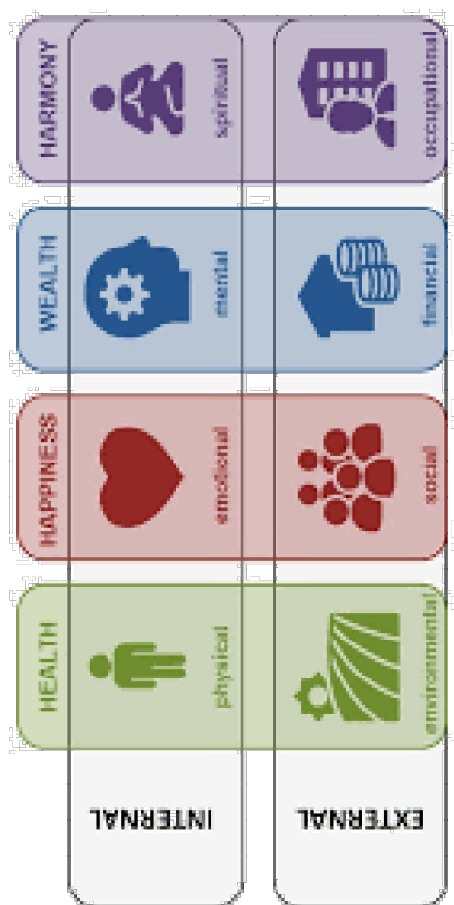 HEALTH
HAPPINESS
WEALTH
HARMONY
INTERNAL
physical
emotional
mental
spiritual
EXTERNAL
environmental
social
financial
occupational